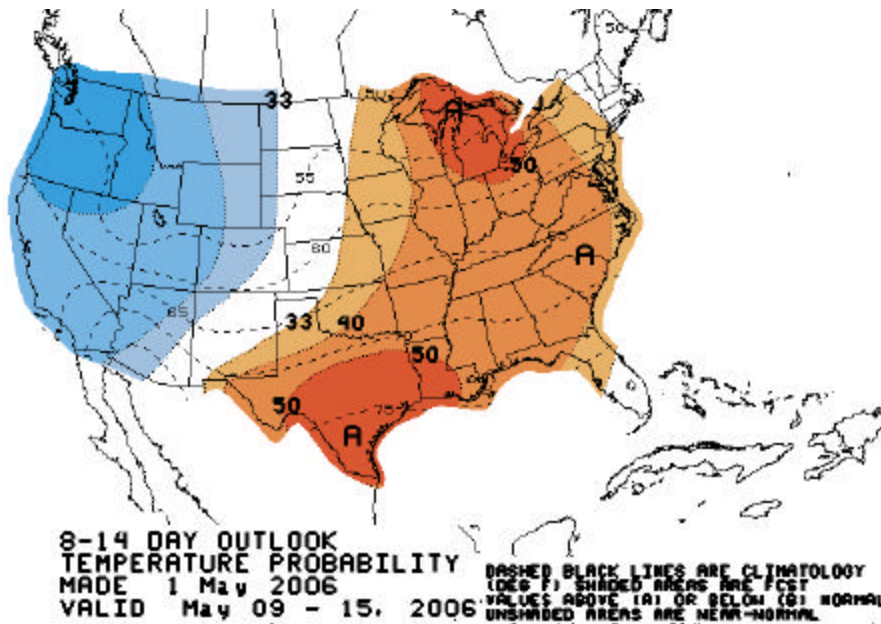 50
33
A
50
55
60
A
65
33
40
50
50
75
A
8-14 DAY OUTLOOK
TEMPERATURE PROBABILITY
MADE 1 May 2006
VALID May 09 - 15, 2006
DASHED BLACK LINES ARE CLIMATOLOGY
(DEG F) SHADED AREAS ARE FCST
VALUES ABOVE (A) OR BELOW (B) NORMAL
UNSHADED AREAS ARE NEAR-NORMAL